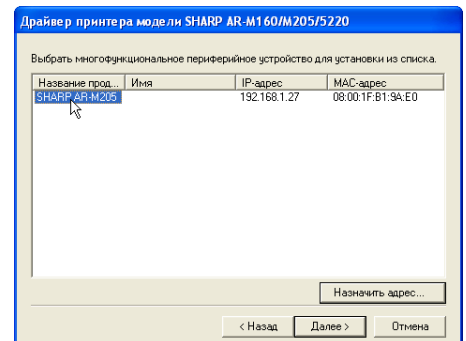 Драйвер принтера модели SHARP AR-M160/M205/5220
Выбрать многофункциональное периферийное устройство для установки из списка.
Название прод... Имя IP-адрес MAC-адрес
SHARP AR-M205 192.168.1.27 08:00:1F:B1:9A:E0
Назначить адрес...
< Назад Далее > Отмена